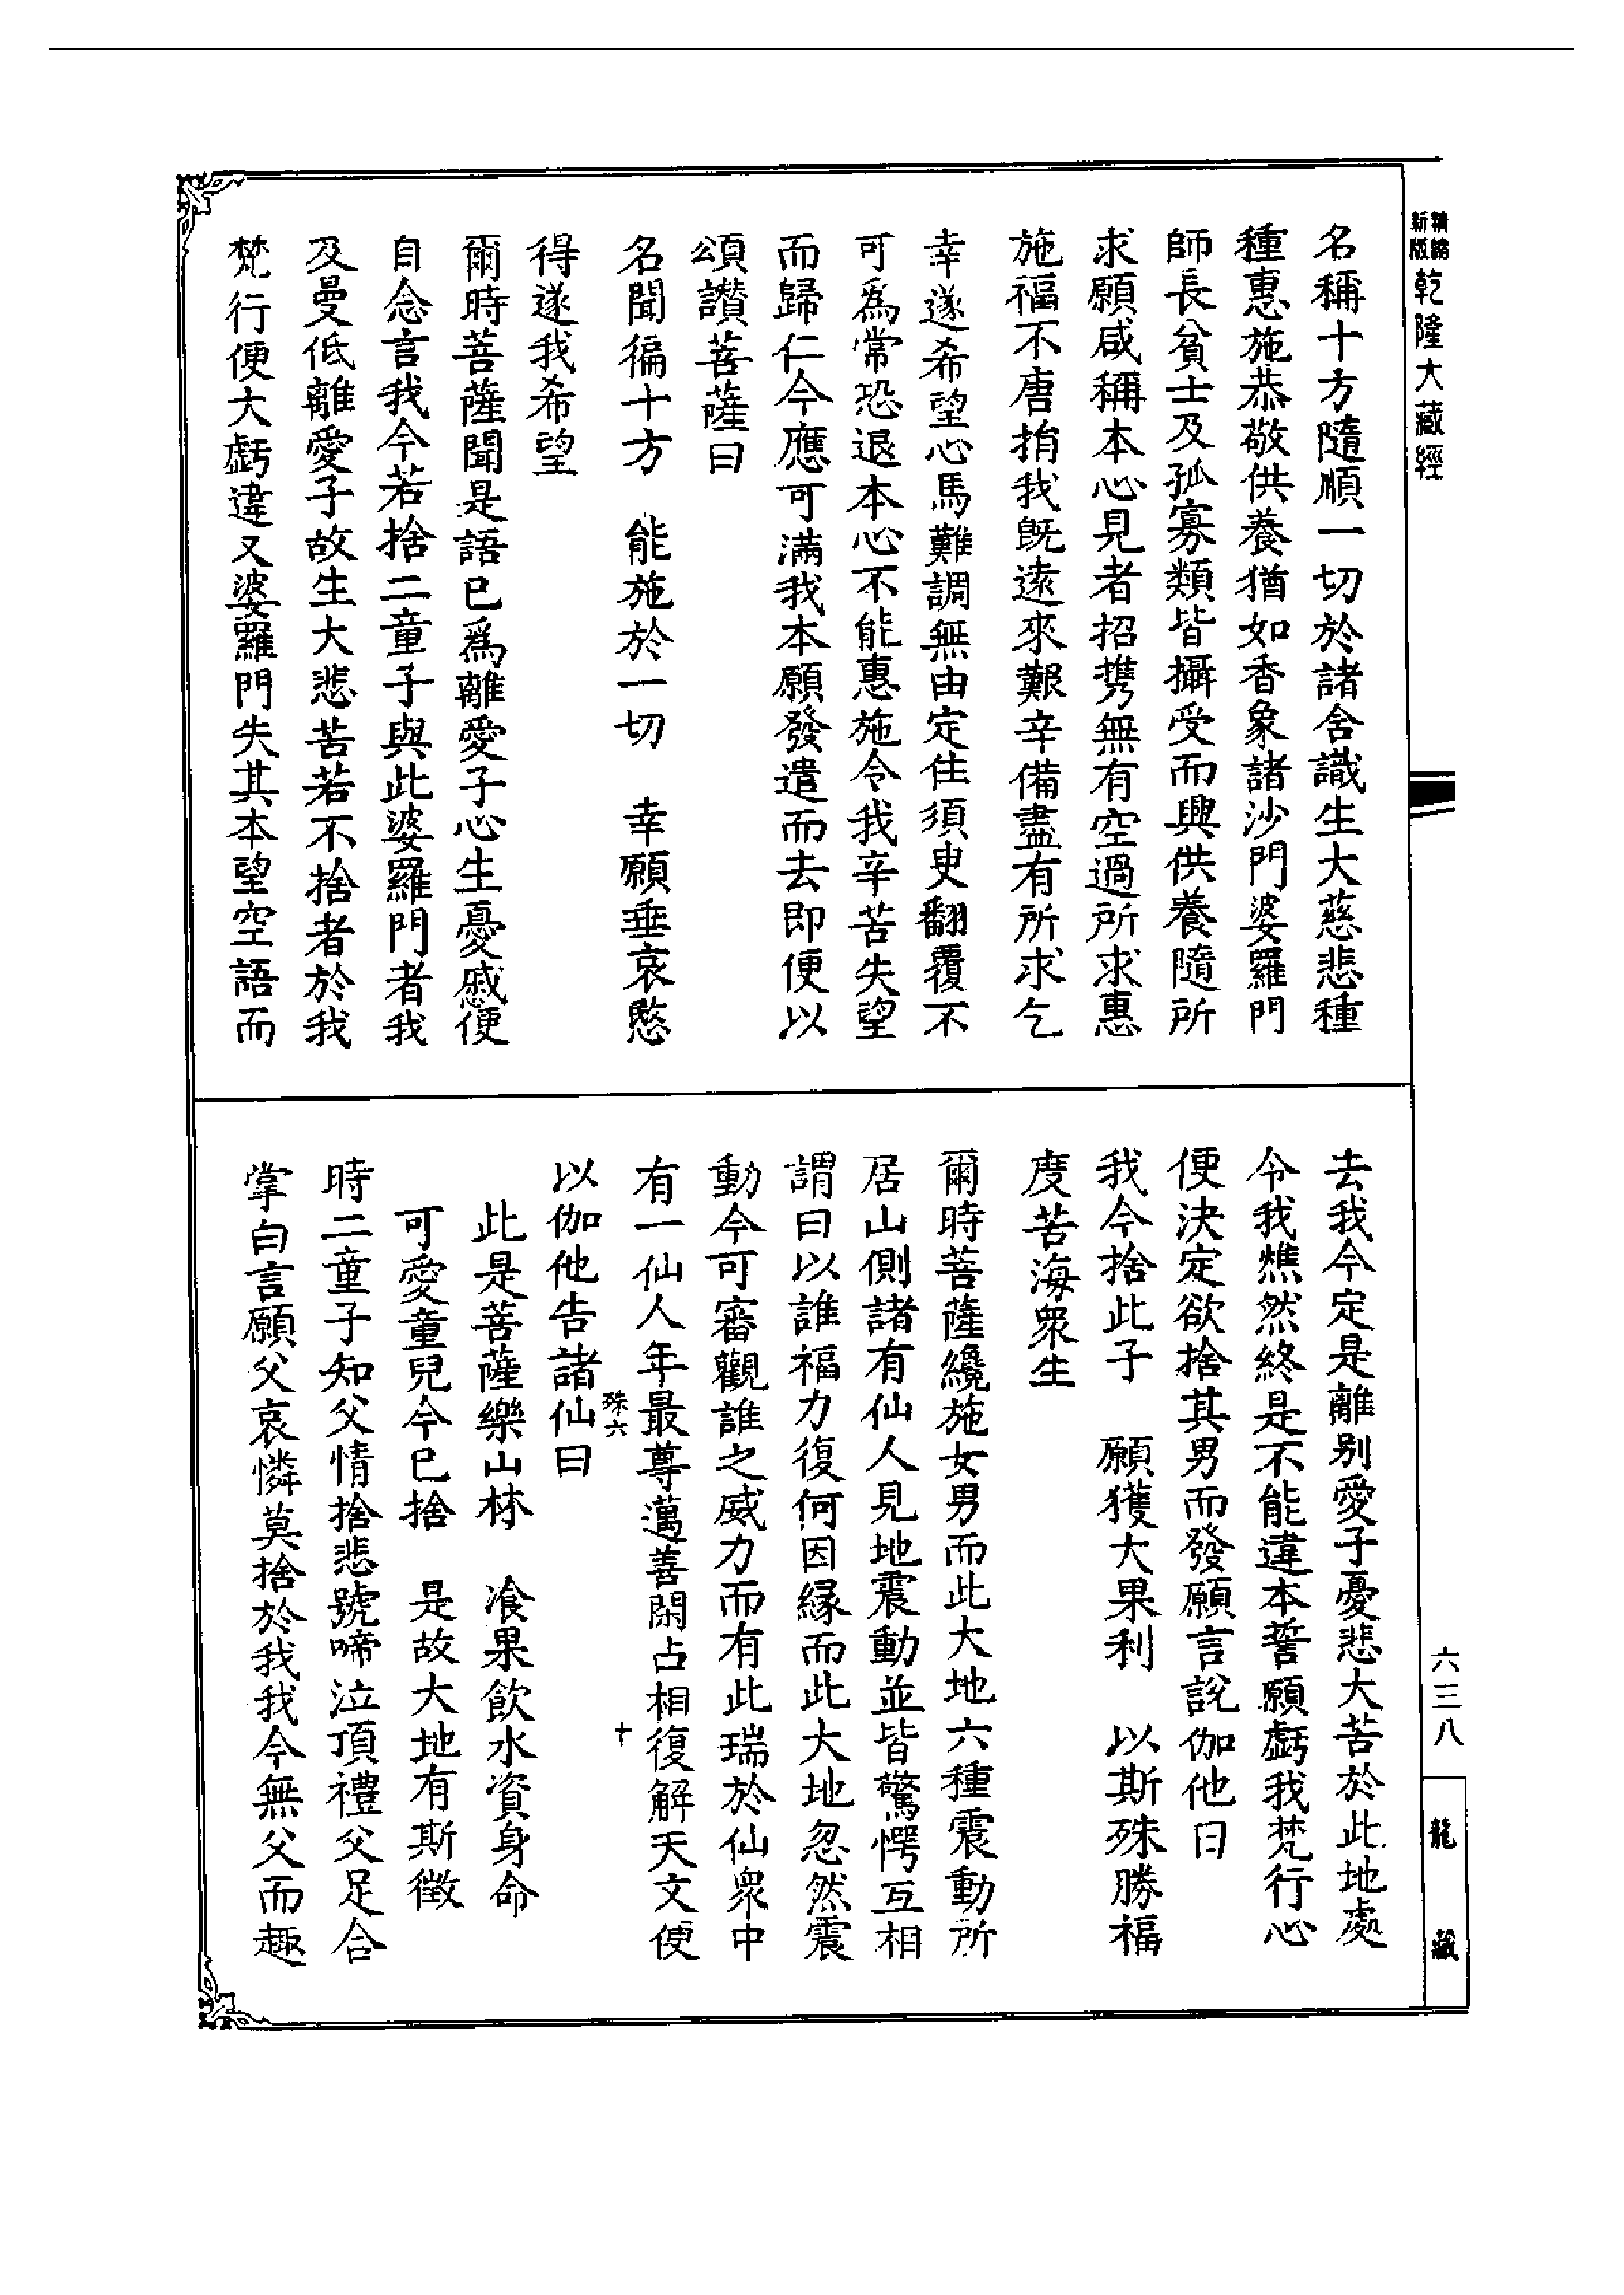 新版精縮乾隆大藏經
名稱十方隨順一切於諸含識生大慈悲種
種惠施恭敬供養猶如香象諸沙門婆羅門
師長貧士及孤寡類皆攝受而興供養隨所
求願咸稱本心見者招携無有空過所求惠
施福不唐捐我旣遠來艱辛備盡有所求乞
幸遂希望心馬難調無由定住須臾翻覆不
可爲常恐退本心不能惠施令我辛苦失望
而歸仁今應可滿我本願發遣而去即便以
頌讚菩薩曰
名聞徧十方　能施於一切　幸願垂哀愍
得遂我希望
爾時菩薩聞是語已爲離愛子心生憂慼便
自念言我今若捨二童子與此婆羅門者我
及曼低離愛子故生大悲苦若不捨者於我
梵行便大虧違又婆羅門失其本望空語而
去我今定是離别愛子憂悲大苦於此地處
令我燋然終是不能違本誓願虧我梵行心
便決定欲捨其男而發願言說伽他曰
我今捨此子　願獲大果利　以斯殊勝福
度苦海衆生
爾時菩薩纔施女男而此大地六種震動所
居山側諸有仙人見地震動並皆驚愕互相
謂曰以誰福力復何因緣而此大地忽然震
動今可審觀誰之威力而有此瑞於仙衆中
有一仙人年最尊邁善閑占相復解天文便
以伽他告諸仙曰
殊六
十
此是菩薩樂山林　飡果飲水資身命
可愛童兒今已捨　是故大地有斯徵
時二童子知父情捨悲號啼泣頂禮父足合
掌白言願父哀憐莫捨於我我今無父而趣
六三八
龍藏